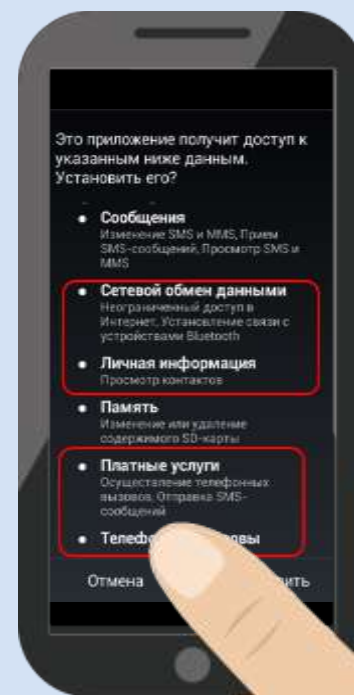 Это приложение получит доступ к
указанным ниже данным.
Установить его?
• Сообщения
Изменение SMS и MMS, Прием
SMS-сообщений, Просмотр SMS и
MMS
• Сетевой обмен данными
Неограниченный доступ в
Интернет, Установление связи с
устройствами Bluetooth
• Личная информация
Просмотр контактов
• Память
Изменение или удаление
содержимого SD-карты
• Платные услуги
Осуществление телефонных
вызовов, Отправка SMS-
сообщений
Отмена